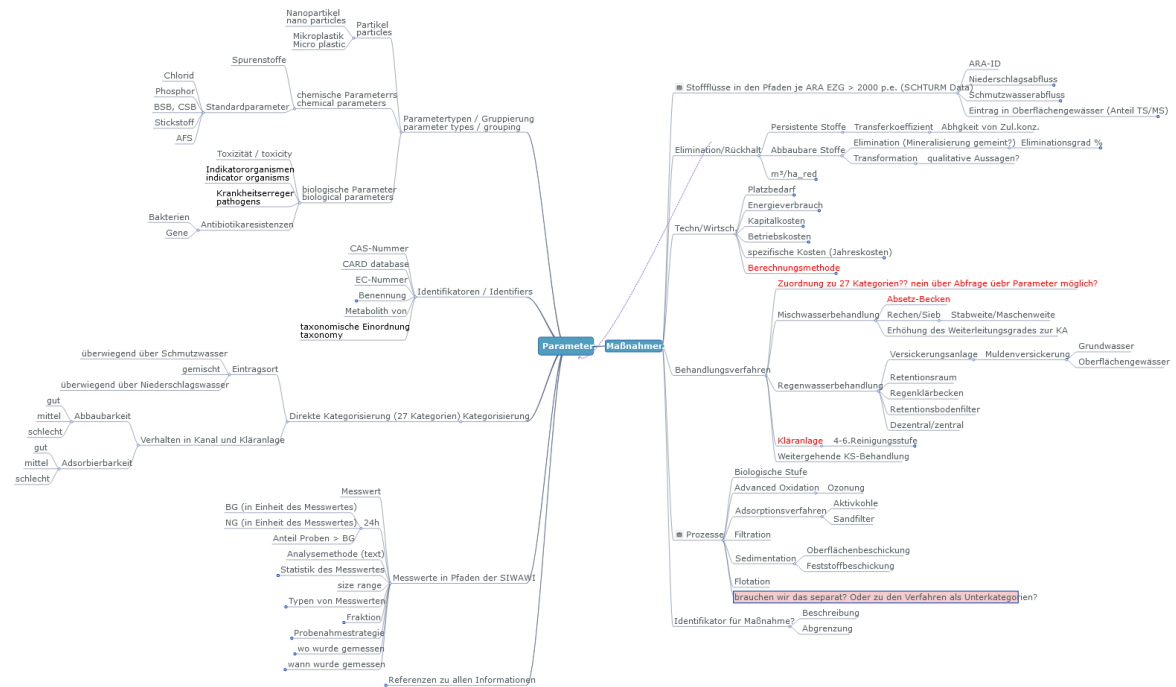 Nanopartikel
nano particles
Mikroplastik
Micro plastic
Partikel
particles
Spurenstoffe
Chlorid
Phosphor
BSB, CSB
Stickstoff
AFS
Standardparameter
chemische Parameterrs
chemical parameters
Toxizität / toxicity
Indikatororganismen
indicator organisms
Krankheitserreger
pathogens
Bakterien
Gene
Antibiotikaresistenzen
biologische Parameter
biological parameters
Parametertypen / Gruppierung
parameter types / grouping
CAS-Nummer
CARD database
EC-Nummer
Benennung
Metabolith von
taxonomische Einordnung
taxonomy
Identifikatoren / Identifiers
überwiegend über Schmutzwasser
gemischt
überwiegend über Niederschlagswasser
Eintragsort
gut
mittel
schlecht
Abbaubarkeit
gut
mittel
schlecht
Adsorbierbarkeit
Verhalten in Kanal und Kläranlage
Direkte Kategorisierung (27 Kategorien)
Kategorisierung
Messwert
BG (in Einheit des Messwertes)
NG (in Einheit des Messwertes)
Anteil Proben > BG
24h
Analysemethode (text)
Statistik des Messwertes
size range
Typen von Messwerten
Fraktion
Probenahmestrategie
wo wurde gemessen
wann wurde gemessen
Messwerte in Pfaden der SIWAWI
Referenzen zu allen Informationen
Parameter
Maßnahmen
Stoffflüsse in den Pfaden je ARA EZG > 2000 p.e. (SCHTURM Data)
ARA-ID
Niederschlagsabfluss
Schmutzwasserabfluss
Eintrag in Oberflächengewässer (Anteil TS/MS)
Elimination/Rückhalt
Persistente Stoffe
Transferkoeffizient
Abhgkeit von Zul.konz.
Abbaubare Stoffe
Elimination (Mineralisierung gemeint?)
Eliminationsgrad %
Transformation
qualitative Aussagen?
m³/ha_red
Techn/Wirtsch.
Platzbedarf
Energieverbrauch
Kapitalkosten
Betriebskosten
spezifische Kosten (Jahreskosten)
Berechnungsmethode
Behandlungsverfahren
Zuordnung zu 27 Kategorien?? nein über Abfrage üebr Parameter möglich?
Mischwasserbehandlung
Absetz-Becken
Rechen/Sieb
Stabweite/Maschenweite
Erhöhung des Weiterleitungsgrades zur KA
Regenwasserbehandlung
Versickerungsanlage
Muldenversickerung
Grundwasser
Oberflächengewässer
Retentionsraum
Regenklärbecken
Retentionsbodenfilter
Dezentral/zentral
Kläranlage
4-6.Reinigungsstufe
Weitergehende KS-Behandlung
Prozesse
Biologische Stufe
Advanced Oxidation
Ozonung
Adsorptionsverfahren
Aktivkohle
Sandfilter
Filtration
Sedimentation
Oberflächenbeschickung
Feststoffbeschickung
Flotation
brauchen wir das separat? Oder zu den Verfahren als Unterkategorien?
Identifikator für Maßnahme?
Beschreibung
Abgrenzung